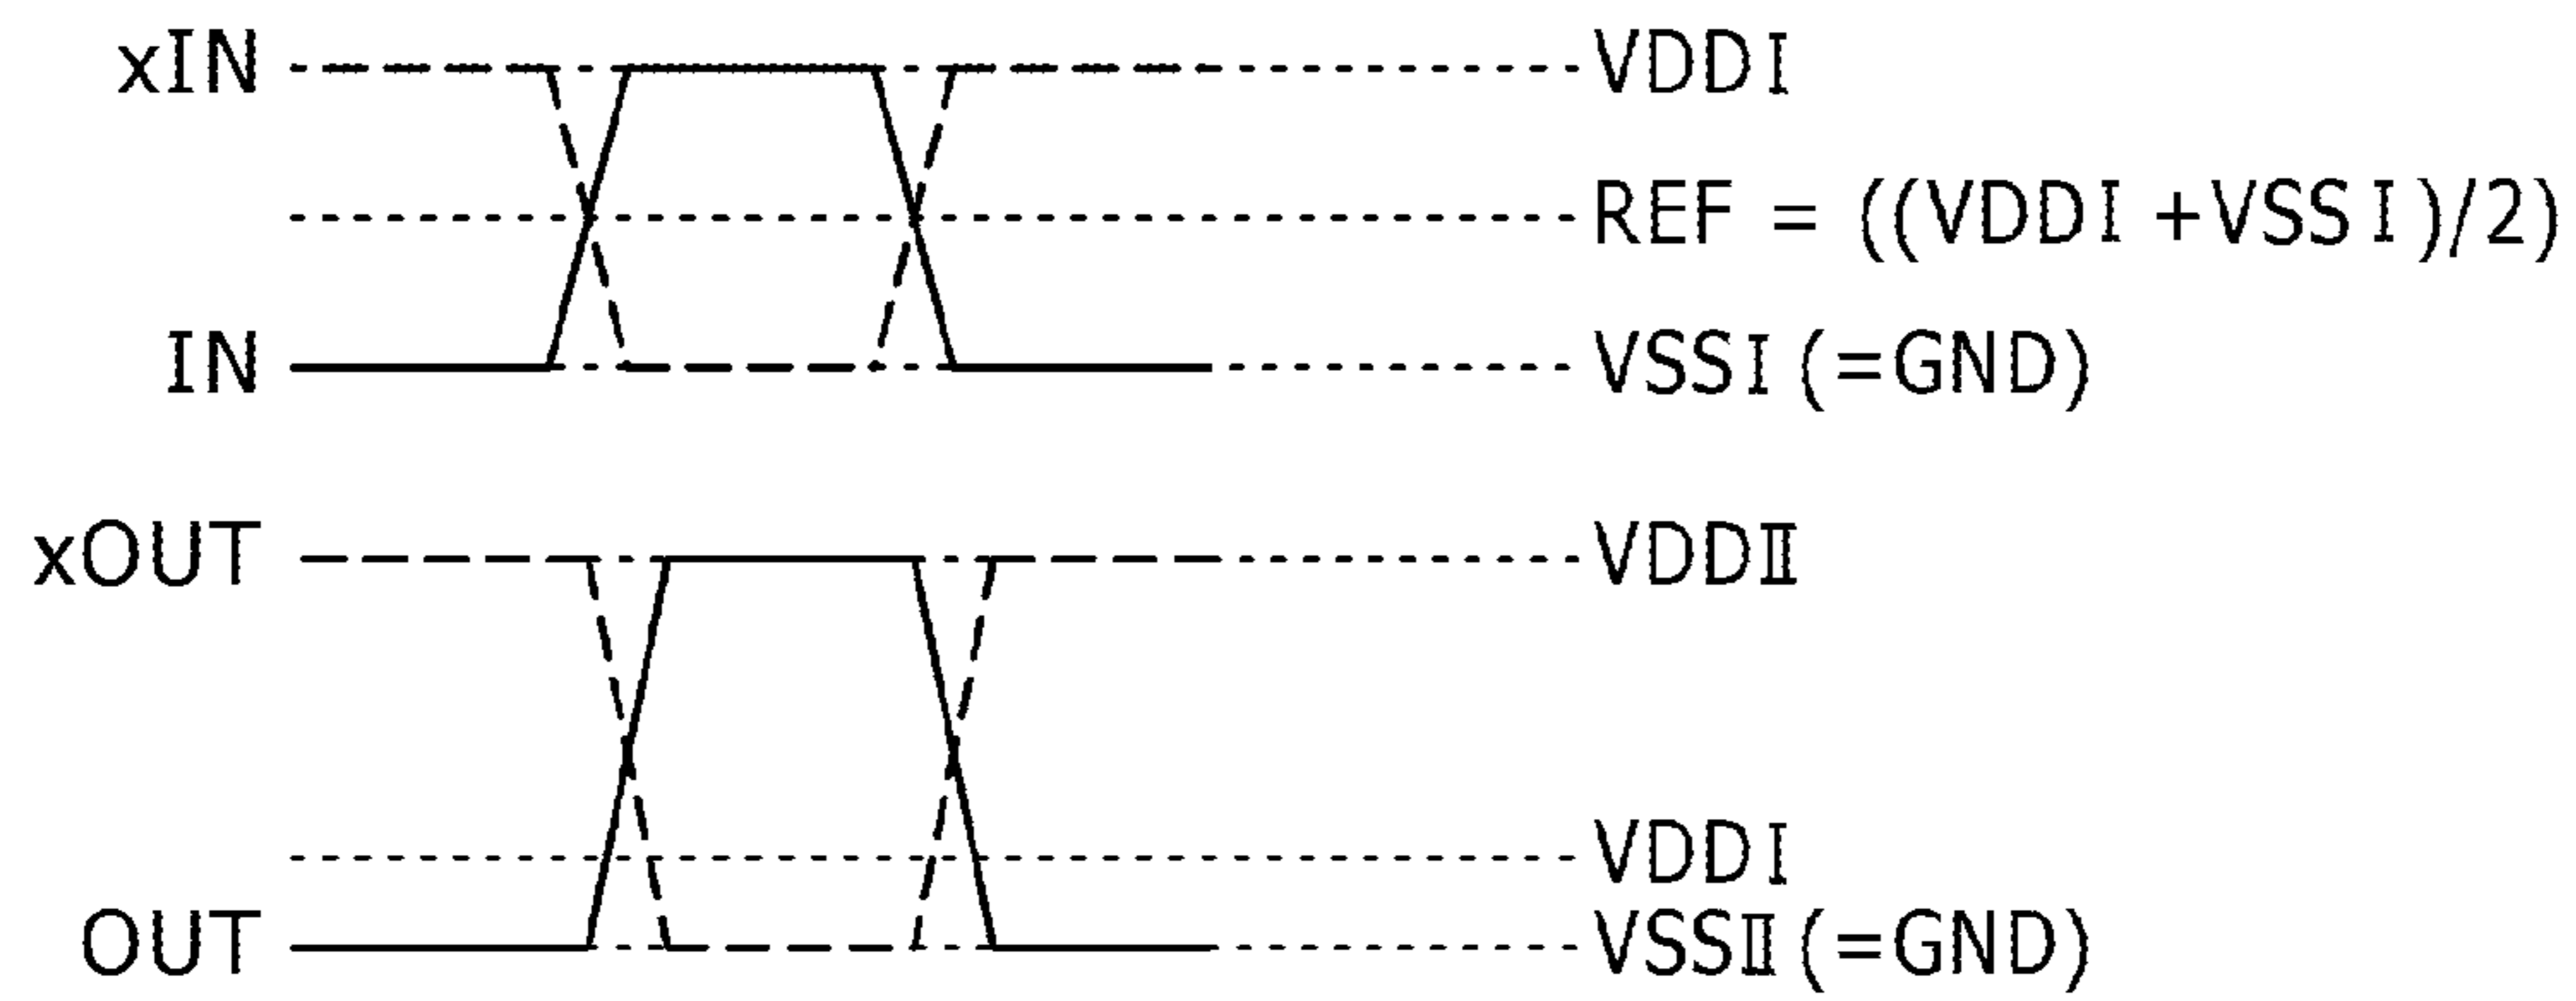 xIN VDDⅠ
REF = ((VDDⅠ+VSSⅠ)/2)
IN VSSⅠ(=GND)
xOUT VDDⅡ
VDDⅠ
OUT VSSⅡ(=GND)